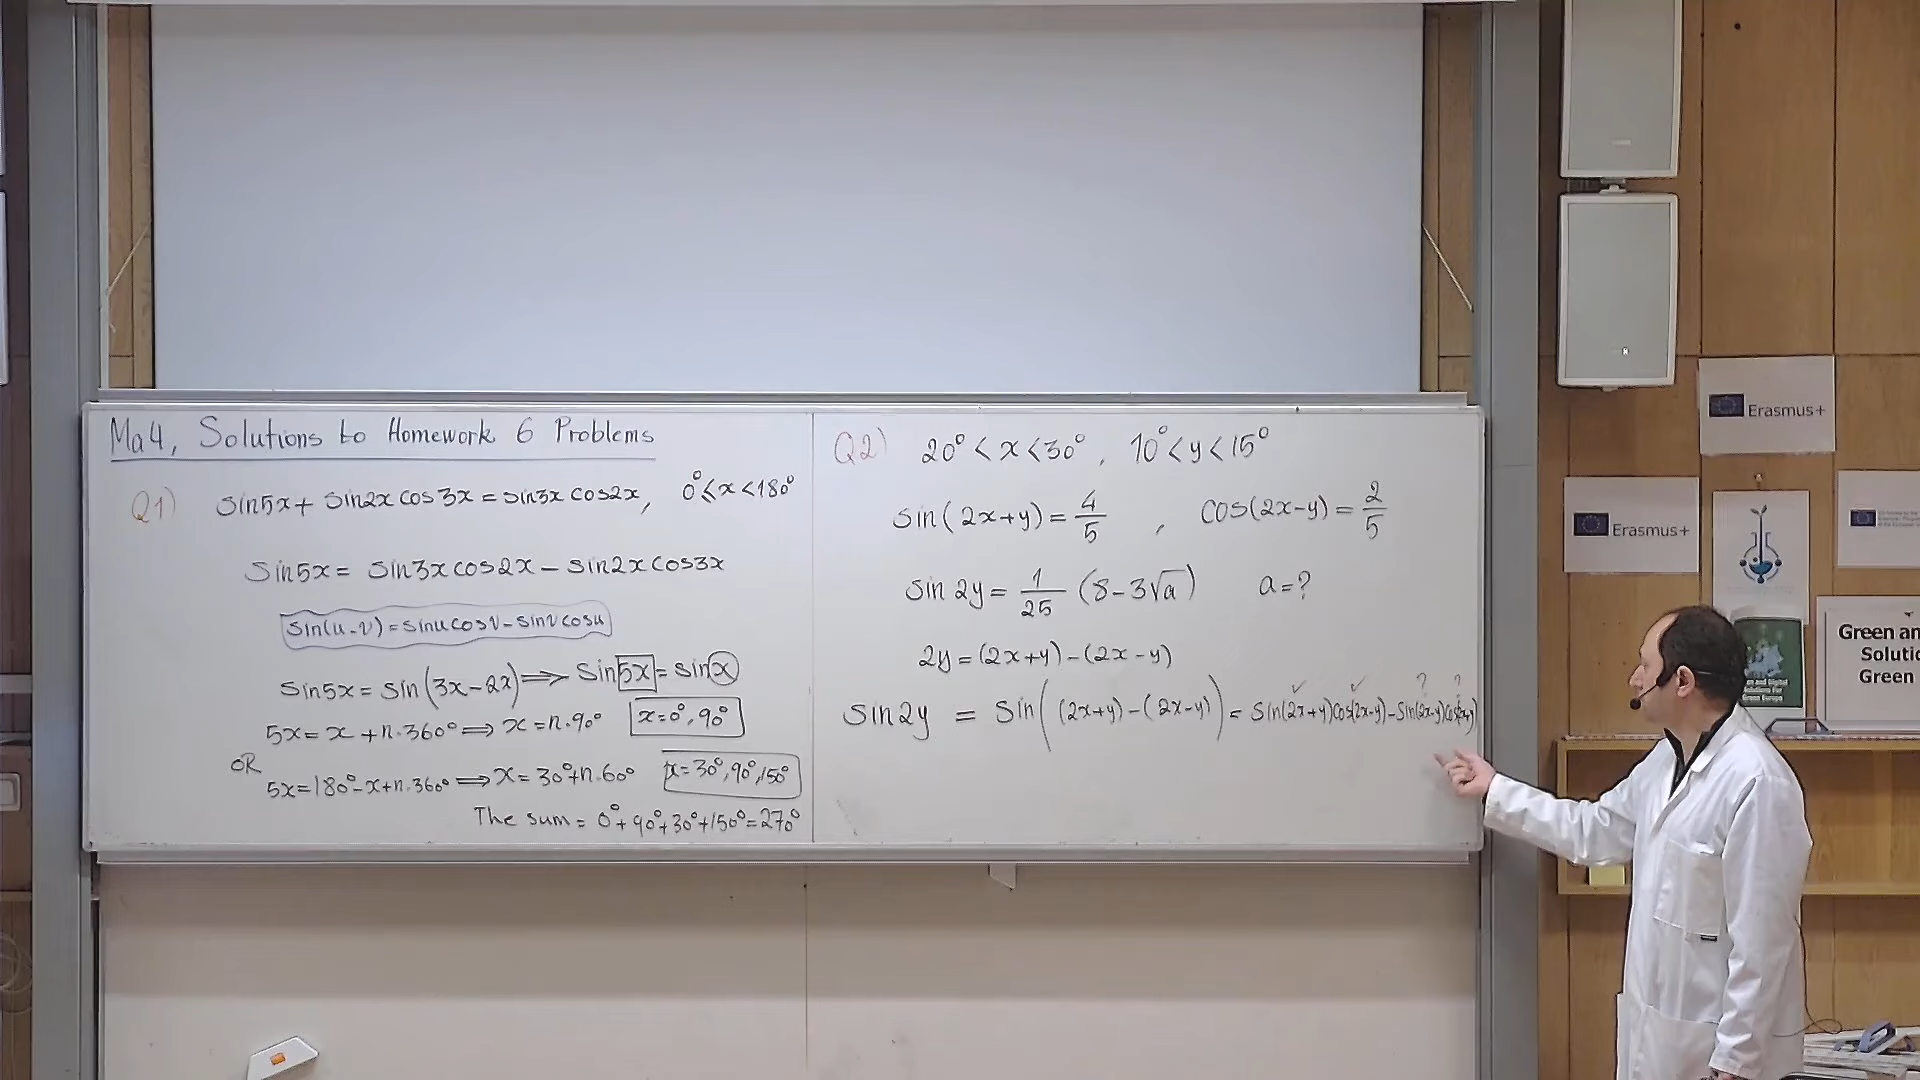 Ma4, Solutions to Homework 6 Problems
Q1) sin5x + sin2x cos3x = sin3x cos2x, 0° ≤ x < 180°
Sin5x = sin3x cos2x − sin2x cos3x
Sin(u-v) = sinu cosv − sinv cosu
Sin5x = sin(3x−2x) ⟹ Sin5x = sinx
5x = x + n.360° ⟹ x = n.90° x=0°, 90°
OR
5x = 180° − x + n.360° ⟹ x = 30° + n.60° x = 30°, 90°, 150°
The sum = 0° + 90° + 30° + 150° = 270°
Q2) 20° < x < 30°, 10° < y < 15°
Sin(2x+y) = 4/5, cos(2x−y) = 2/5
Sin 2y = 1/25 (8 − 3√a) a = ?
2y = (2x+y) − (2x−y)
Sin2y = Sin((2x+y) − (2x−y)) = Sin(2x+y)cos(2x−y) − Sin(2x−y)cos(2x+y)
✓ ✓ ? ?
Erasmus+
Erasmus+
Green an
Soluti
Green